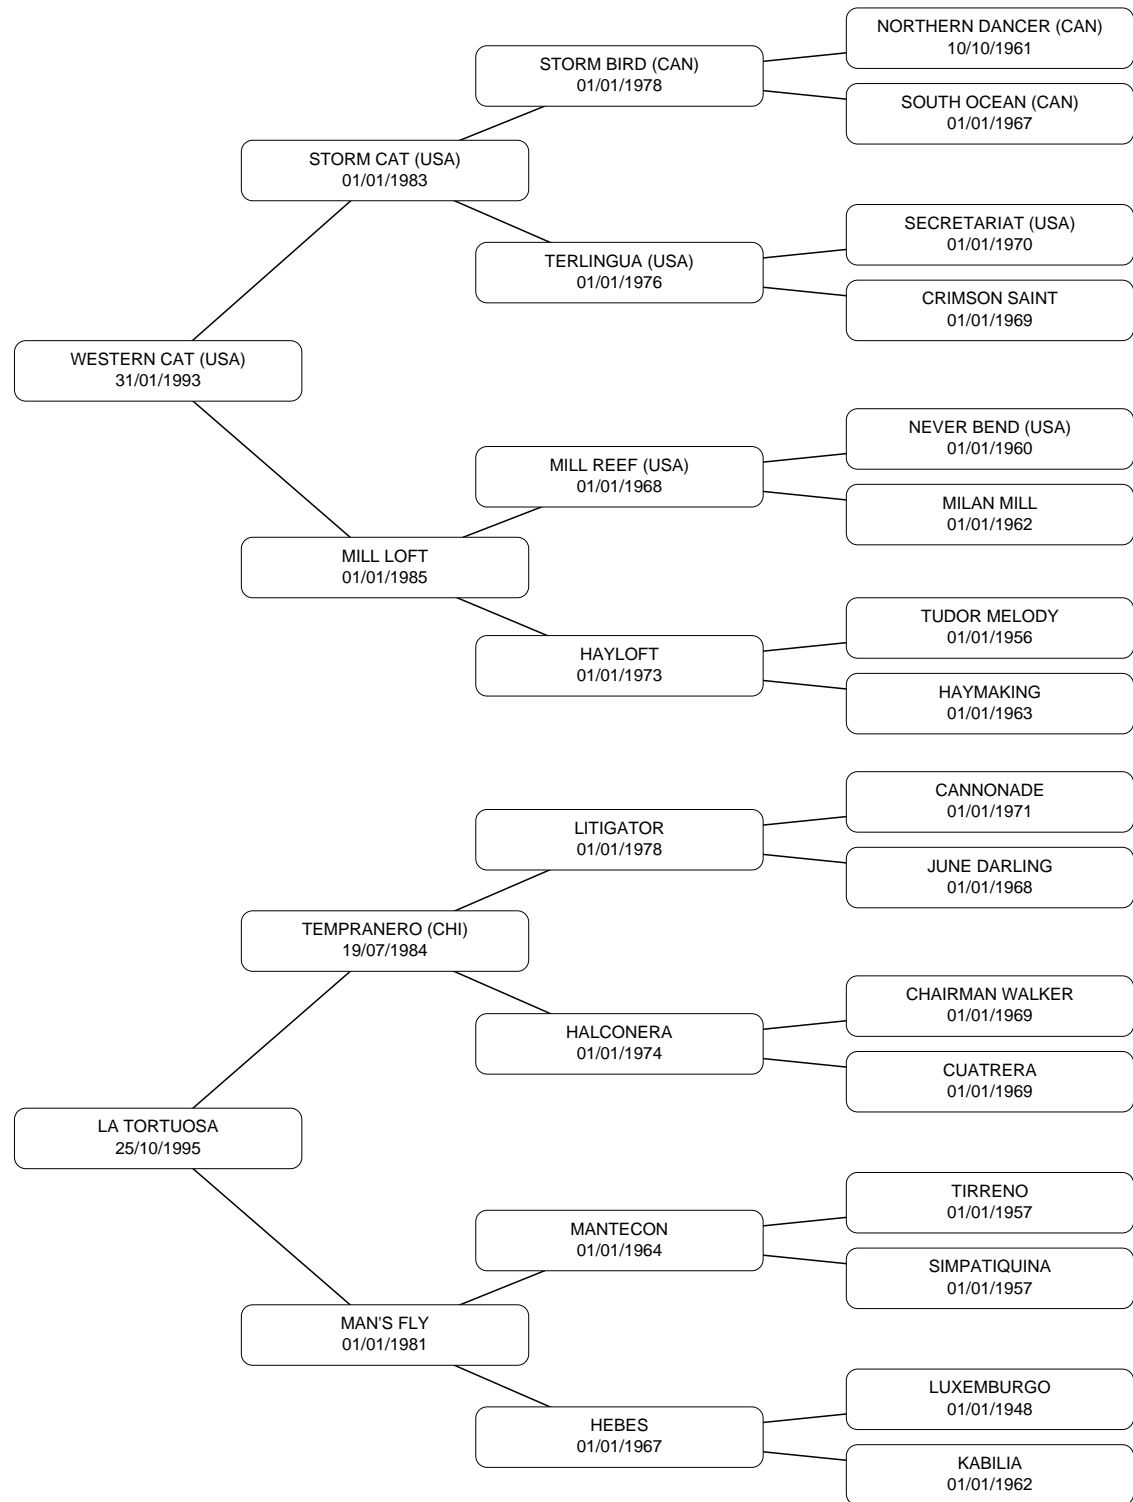 NORTHERN DANCER (CAN)
10/10/1961
STORM BIRD (CAN)
01/01/1978
SOUTH OCEAN (CAN)
01/01/1967
STORM CAT (USA)
01/01/1983
SECRETARIAT (USA)
01/01/1970
TERLINGUA (USA)
01/01/1976
CRIMSON SAINT
01/01/1969
WESTERN CAT (USA)
31/01/1993
NEVER BEND (USA)
01/01/1960
MILL REEF (USA)
01/01/1968
MILAN MILL
01/01/1962
MILL LOFT
01/01/1985
TUDOR MELODY
01/01/1956
HAYLOFT
01/01/1973
HAYMAKING
01/01/1963
CANNONADE
01/01/1971
LITIGATOR
01/01/1978
JUNE DARLING
01/01/1968
TEMPRANERO (CHI)
19/07/1984
CHAIRMAN WALKER
01/01/1969
HALCONERA
01/01/1974
CUATRERA
01/01/1969
LA TORTUOSA
25/10/1995
TIRRENO
01/01/1957
MANTECON
01/01/1964
SIMPATIQUINA
01/01/1957
MAN'S FLY
01/01/1981
LUXEMBURGO
01/01/1948
HEBES
01/01/1967
KABILIA
01/01/1962